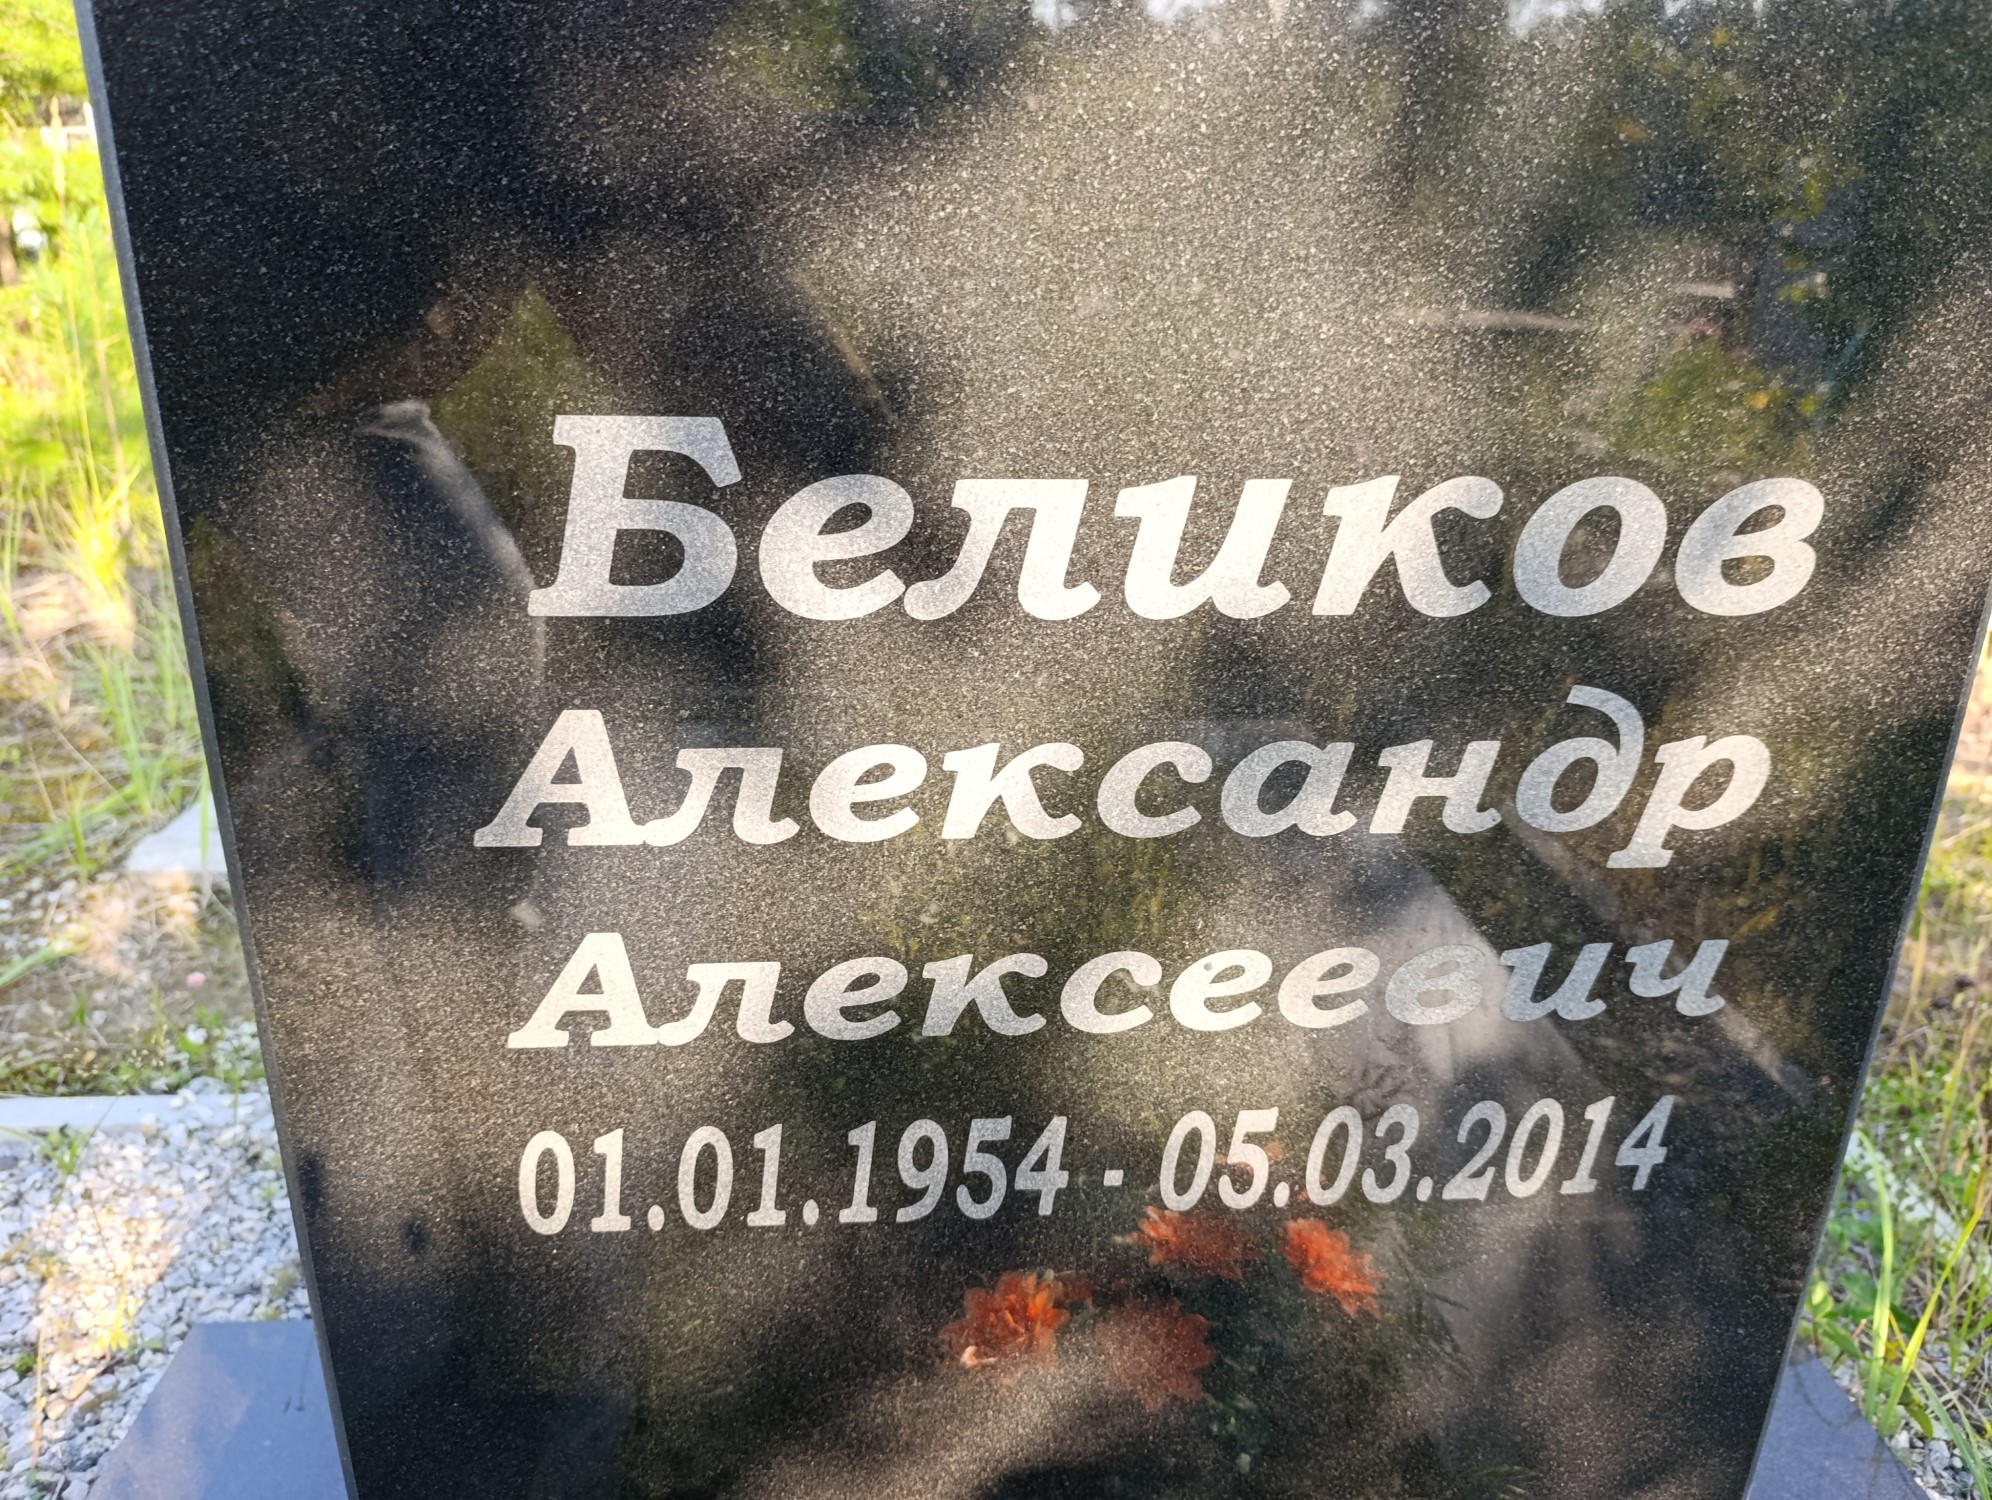 Беликов
Александр
Алексеевич
01.01.1954 - 05.03.2014